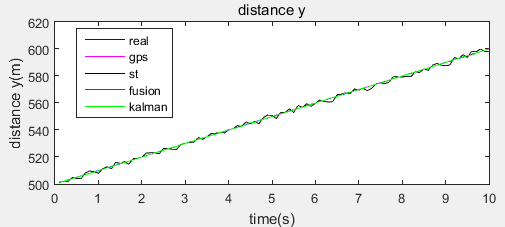 distance y
620
600
580
560
540
520
500
distance y(m)
real
gps
st
fusion
kalman
0 1 2 3 4 5 6 7 8 9 10
time(s)